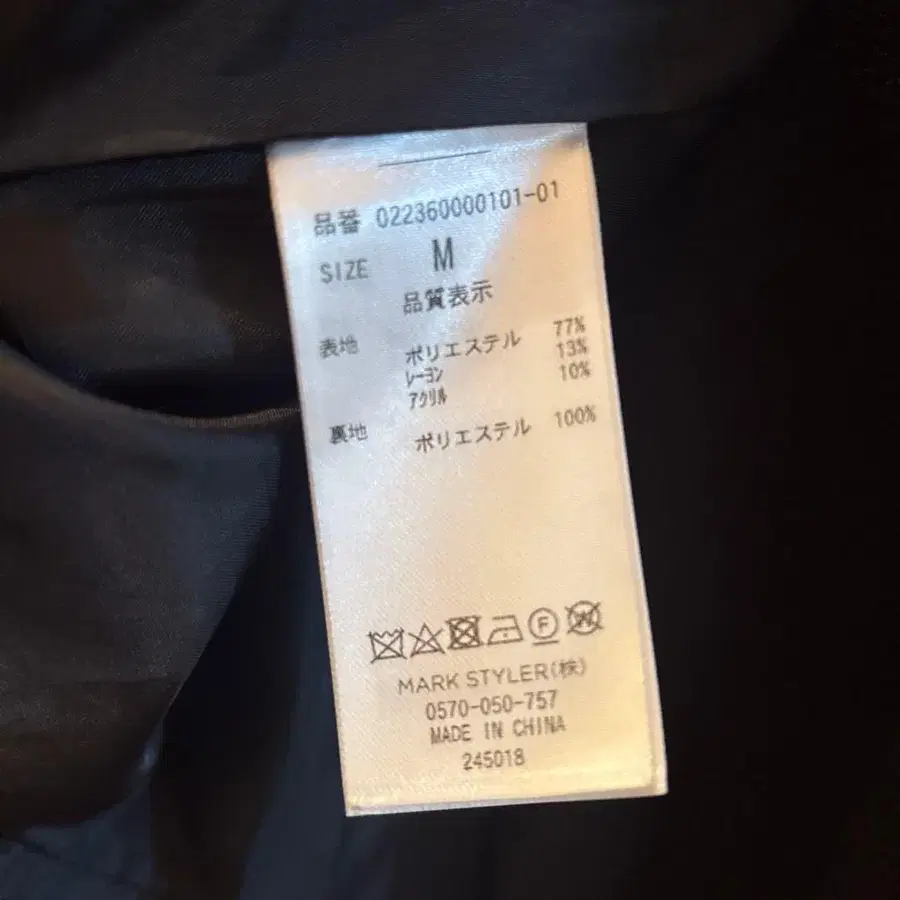 品番 022360000101-01
SIZE M
品質表示
表地 ポリエステル 77%
レーヨン 13%
アクリル 10%
裏地 ポリエステル 100%
F W
MARK STYLER(株)
0570-050-757
MADE IN CHINA
245018